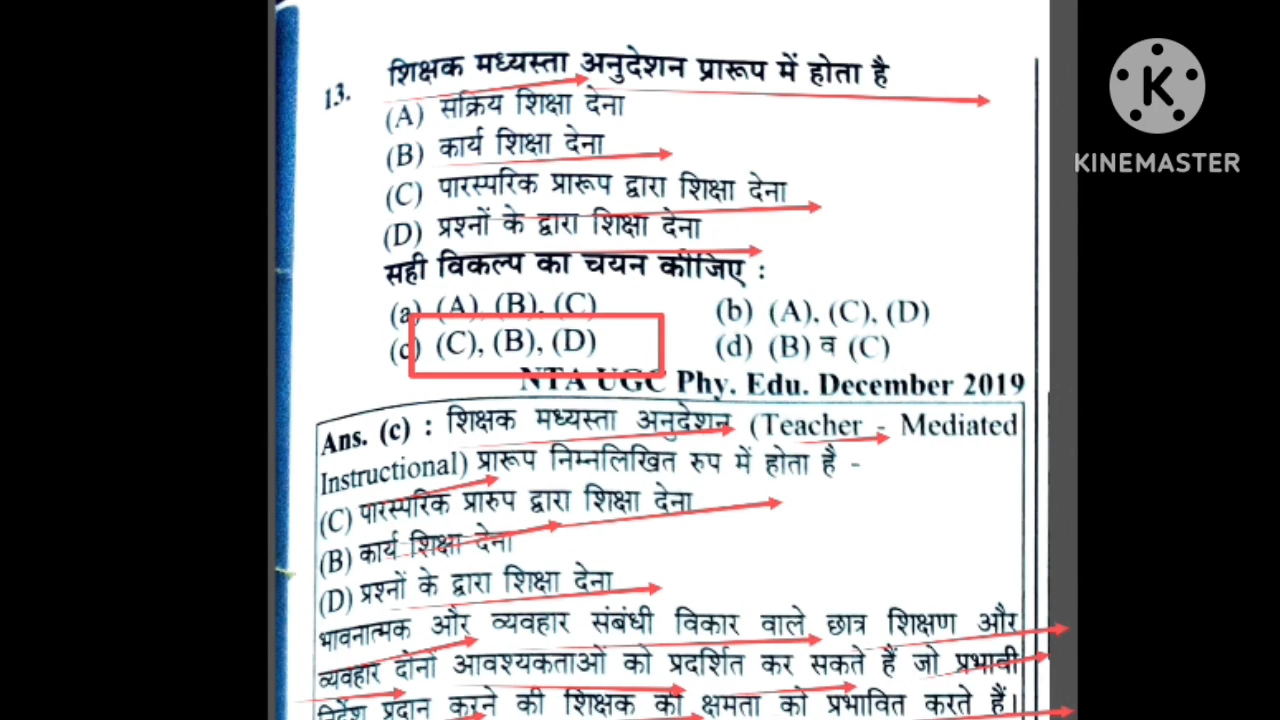 13. शिक्षक मध्यस्ता अनुदेशन प्रारूप में होता है
(A) सक्रिय शिक्षा देना
(B) कार्य शिक्षा देना
(C) पारस्परिक प्रारूप द्वारा शिक्षा देना
(D) प्रश्नों के द्वारा शिक्षा देना
सही विकल्प का चयन कीजिए :
(a) (A), (B), (C) (b) (A), (C), (D)
(c) (C), (B), (D) (d) (B) व (C)
NTA UGC Phy. Edu. December 2019
Ans. (c) : शिक्षक मध्यस्ता अनुदेशन (Teacher - Mediated
Instructional) प्रारूप निम्नलिखित रुप में होता है -
(C) पारस्परिक प्रारुप द्वारा शिक्षा देना
(B) कार्य शिक्षा देना
(D) प्रश्नों के द्वारा शिक्षा देना
भावनात्मक और व्यवहार संबंधी विकार वाले छात्र शिक्षण और
व्यवहार दोनों आवश्यकताओं को प्रदर्शित कर सकते हैं जो प्रभावी
निर्देश प्रदान करने की शिक्षक की क्षमता को प्रभावित करते हैं।
K
KINEMASTER